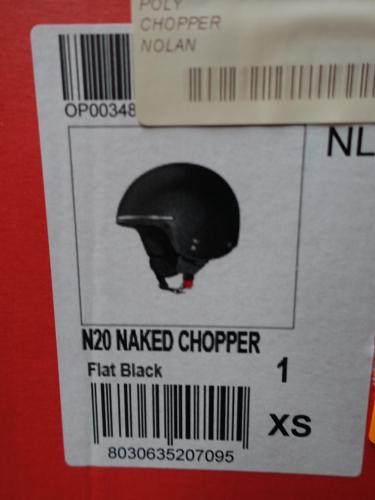 POLY
CHOPPER
NOLAN
OP00348
NL
N20 NAKED CHOPPER
Flat Black
1
XS
8030635207095